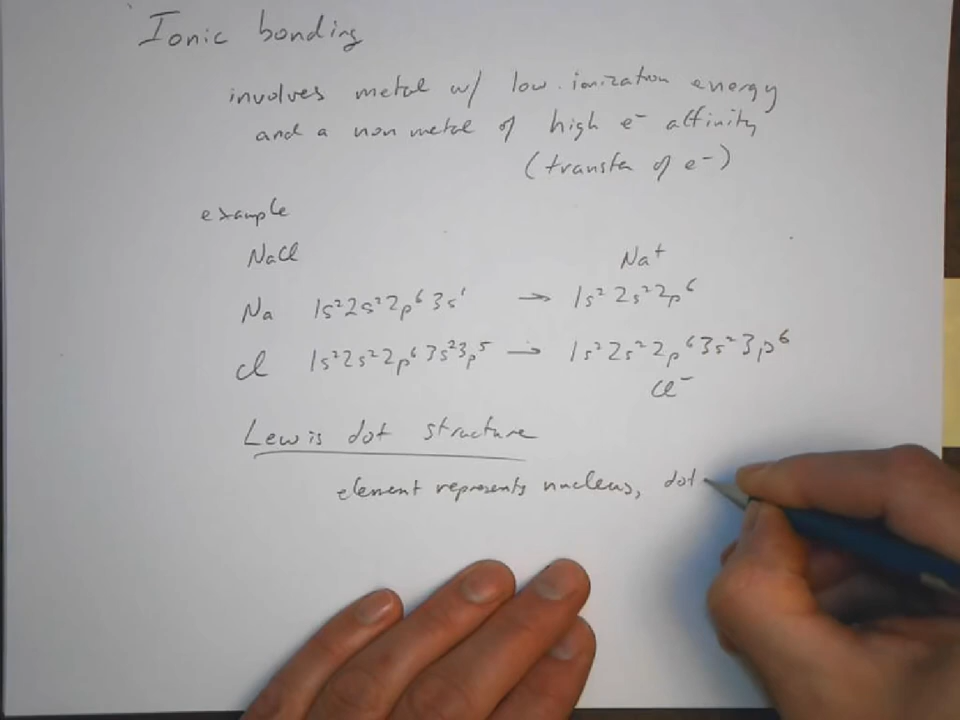 Ionic bonding
involves metal w/ low ionization energy
and a non metal of high e⁻ affinity
(transfer of e⁻)
example
NaCl
Na⁺
Na 1s²2s²2p⁶3s¹ → 1s²2s²2p⁶
Cl 1s²2s²2p⁶3s²3p⁵ → 1s²2s²2p⁶3s²3p⁶
Cl⁻
Lewis dot structure
element represents nucleus, dot